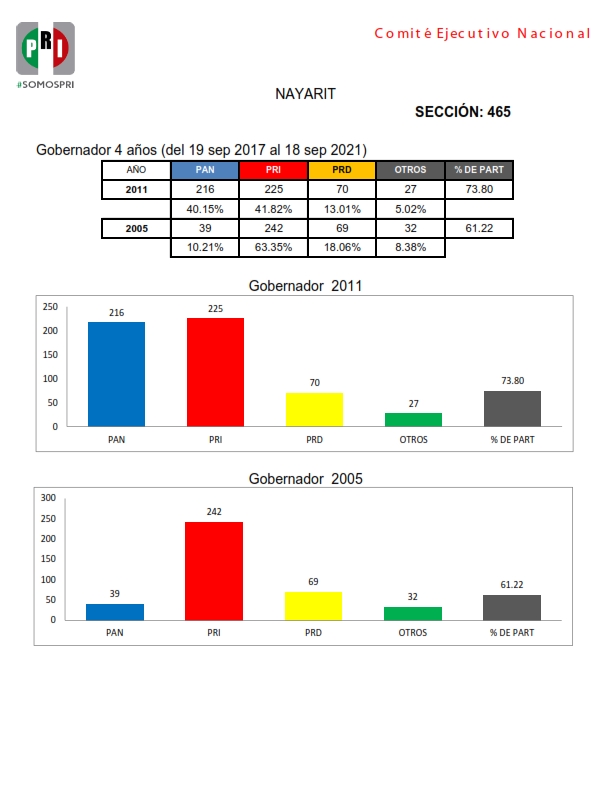 Comité Ejecutivo Nacional
PRI
#SOMOSPRI
NAYARIT
SECCIÓN: 465
Gobernador 4 años (del 19 sep 2017 al 18 sep 2021)
AÑO PAN PRI PRD OTROS % DE PART
2011 216 225 70 27 73.80
40.15% 41.82% 13.01% 5.02%
2005 39 242 69 32 61.22
10.21% 63.35% 18.06% 8.38%
Gobernador 2011
250
200
150
100
50
0
216
225
70
27
73.80
PAN PRI PRD OTROS % DE PART
Gobernador 2005
300
250
200
150
100
50
0
39
242
69
32
61.22
PAN PRI PRD OTROS % DE PART